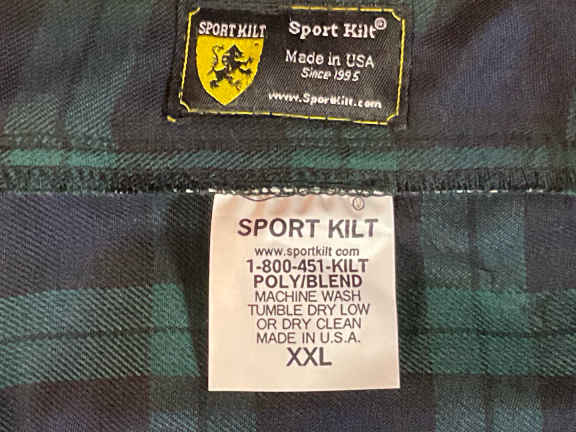 SPORT KILT
Sport Kilt®
Made in USA
Since 1995
www.SportKilt.com
®
SPORT KILT
www.sportkilt.com
1-800-451-KILT
POLY/BLEND
MACHINE WASH
TUMBLE DRY LOW
OR DRY CLEAN
MADE IN U.S.A.
XXL